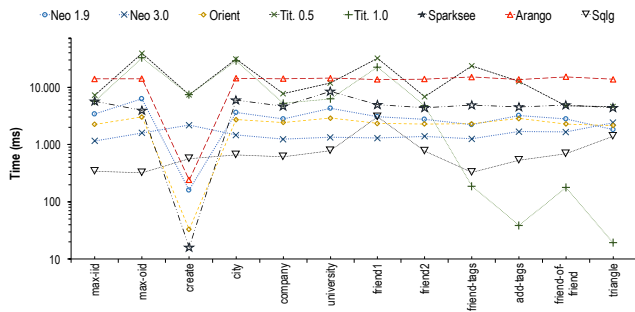 Neo 1.9 Neo 3.0 Orient Tit. 0.5 Tit. 1.0 Sparksee Arango Sqlg
Time (ms)
10.000
1.000
100
10
max-iid
max-oid
create
city
company
university
friend1
friend2
friend-tags
add-tags
friend-of-
friend
triangle